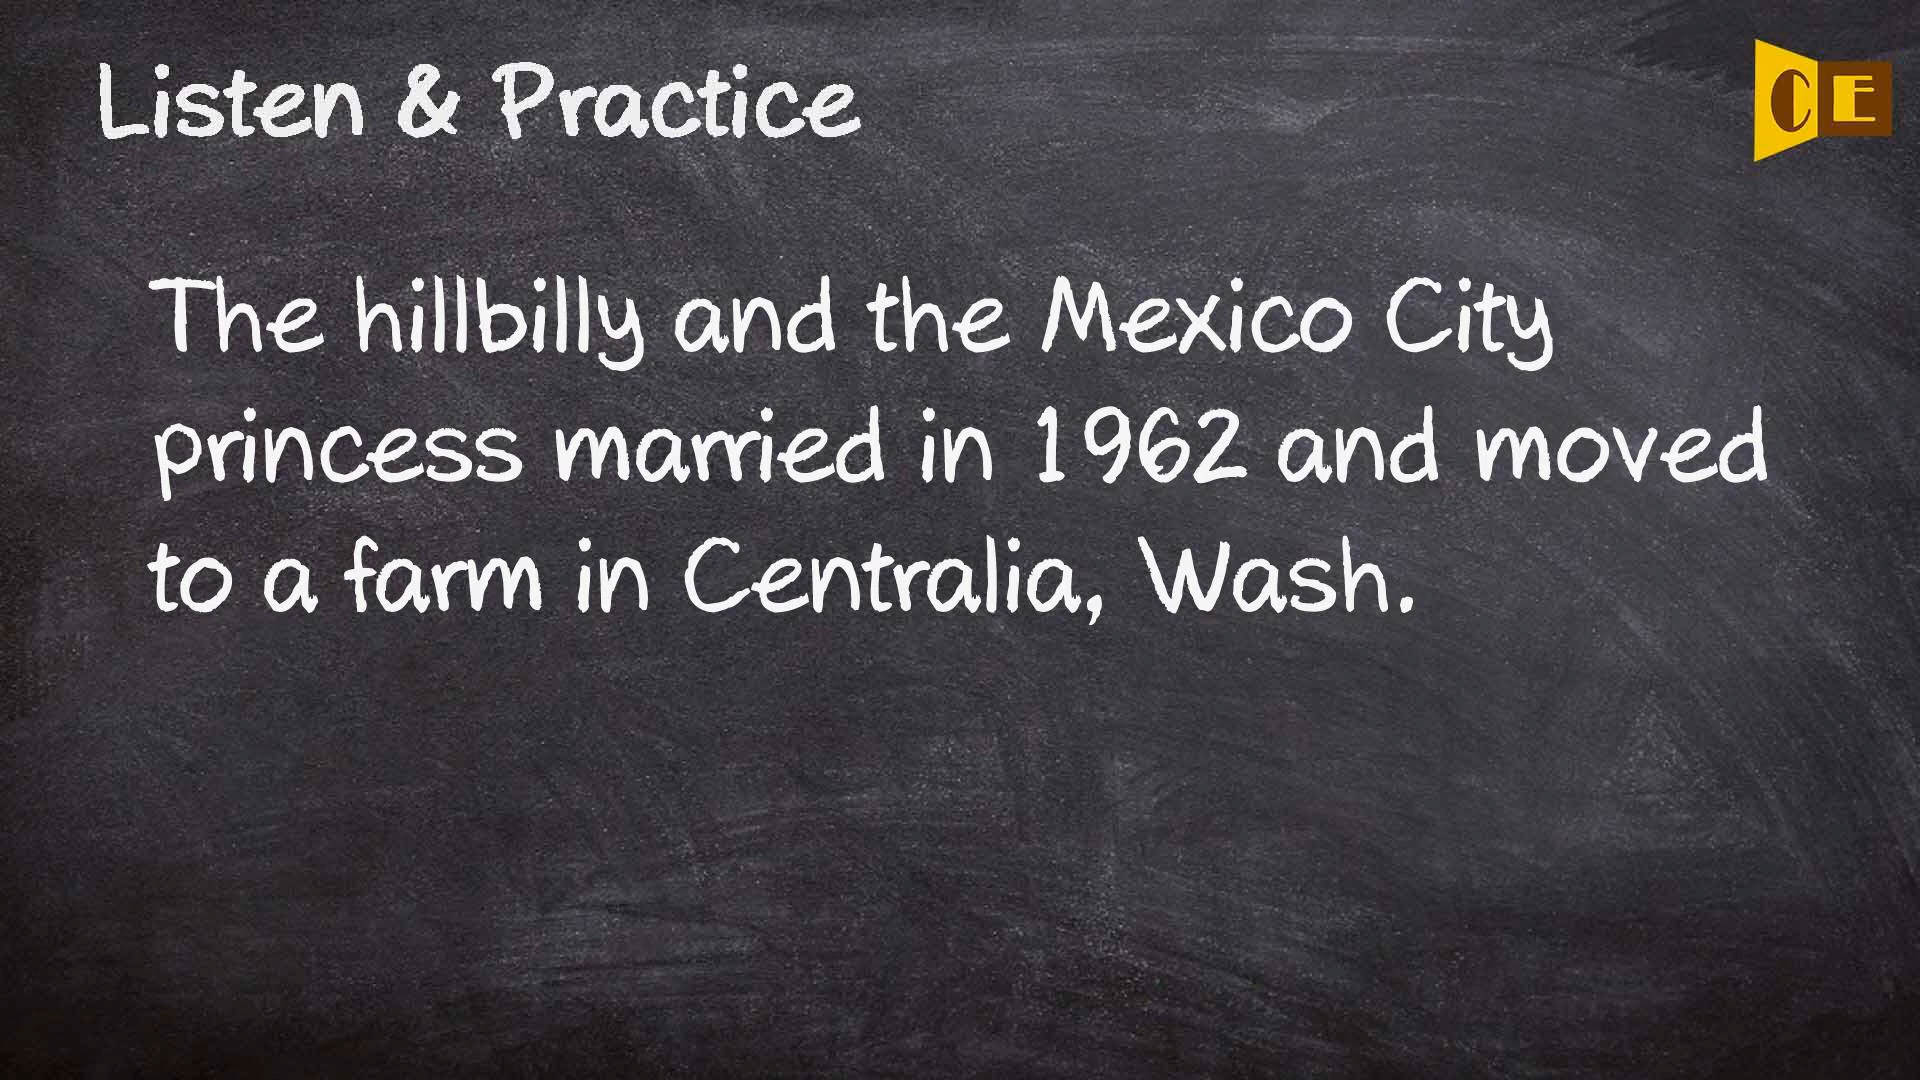 Listen & Practice
CE
The hillbilly and the Mexico City
princess married in 1962 and moved
to a farm in Centralia, Wash.